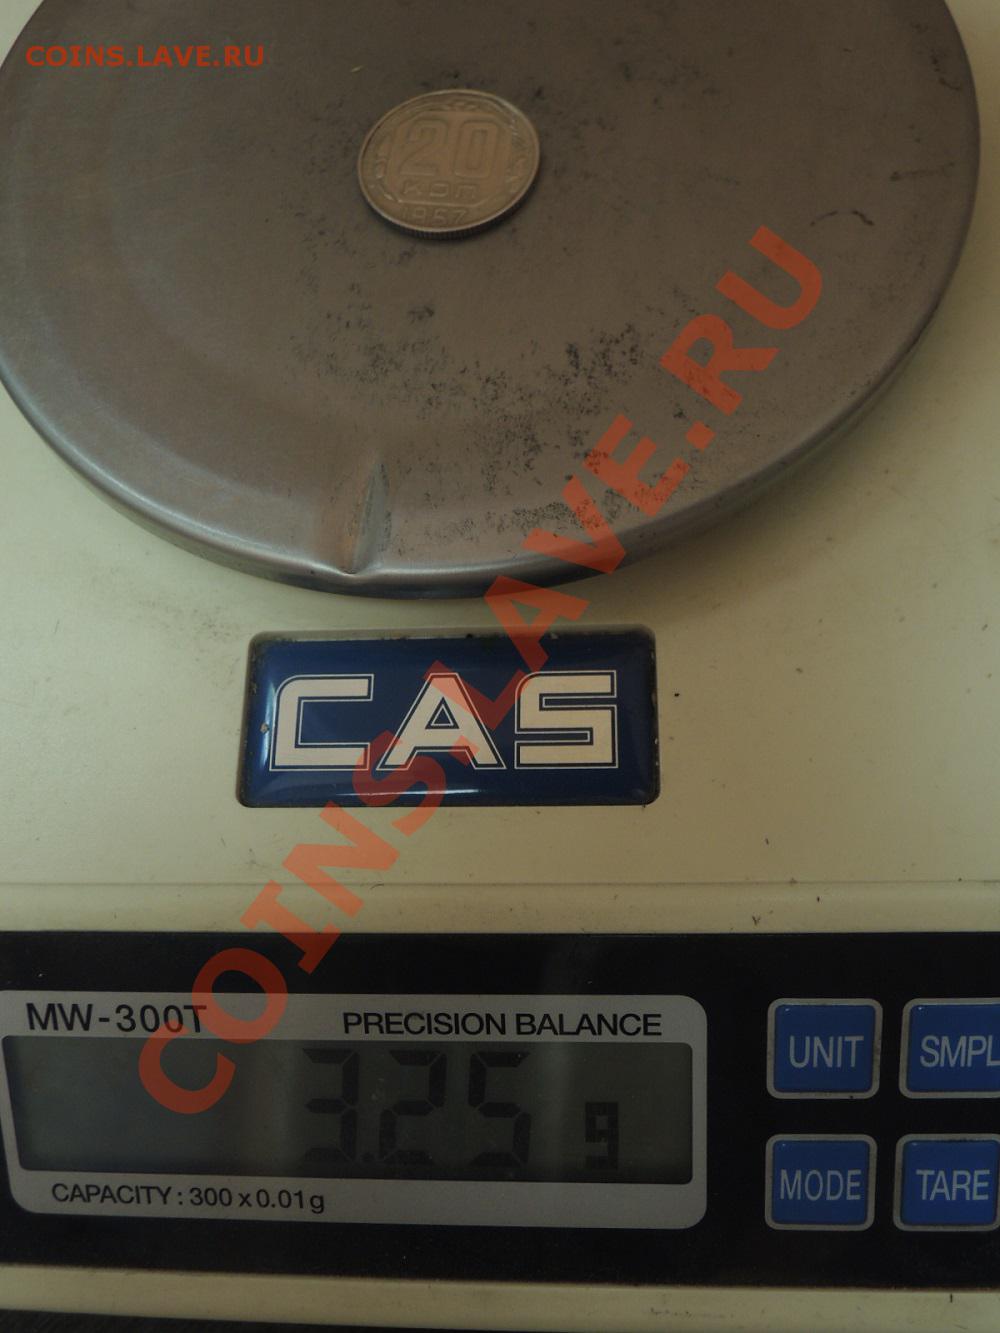 COINS.LAVE.RU
20
КОП
1957
COINS.LAVE.RU
CAS
MW-300T
PRECISION BALANCE
3.25 g
CAPACITY : 300 x 0.01 g
UNIT
SMPL
MODE
TARE